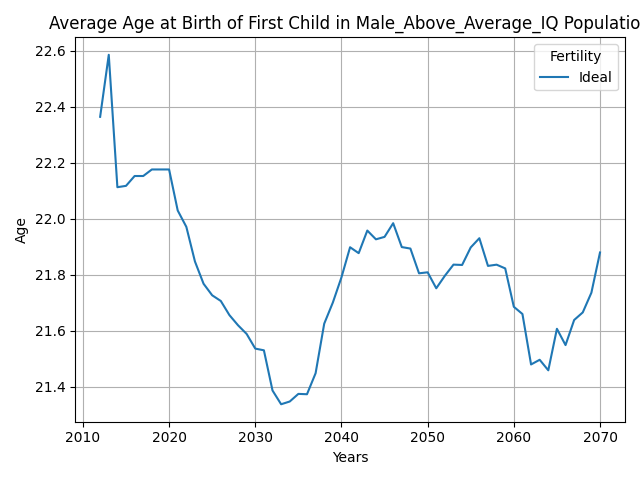 Average Age at Birth of First Child in Male_Above_Average_IQ Populatio
22.6
22.4
22.2
22.0
21.8
21.6
21.4
Age
Fertility
Ideal
2010 2020 2030 2040 2050 2060 2070
Years